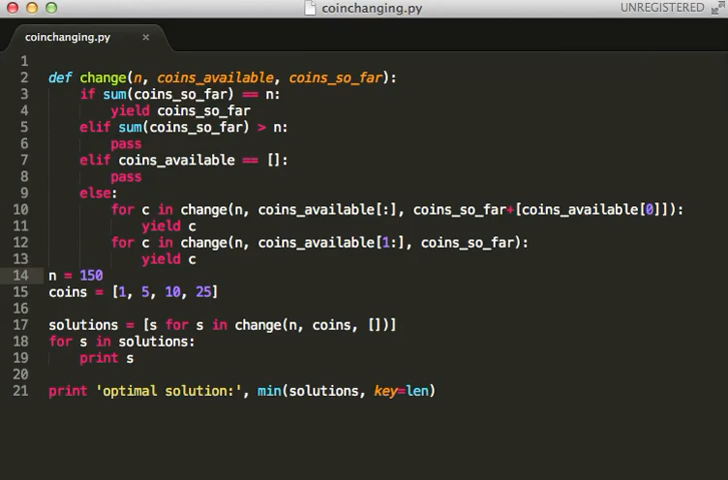 coinchanging.py
UNREGISTERED
coinchanging.py ×
1
2 def change(n, coins_available, coins_so_far):
3     if sum(coins_so_far) == n:
4         yield coins_so_far
5     elif sum(coins_so_far) > n:
6         pass
7     elif coins_available == []:
8         pass
9     else:
10         for c in change(n, coins_available[:], coins_so_far+[coins_available[0]]):
11             yield c
12         for c in change(n, coins_available[1:], coins_so_far):
13             yield c
14 n = 150
15 coins = [1, 5, 10, 25]
16
17 solutions = [s for s in change(n, coins, [])]
18 for s in solutions:
19     print s
20
21 print 'optimal solution:', min(solutions, key=len)